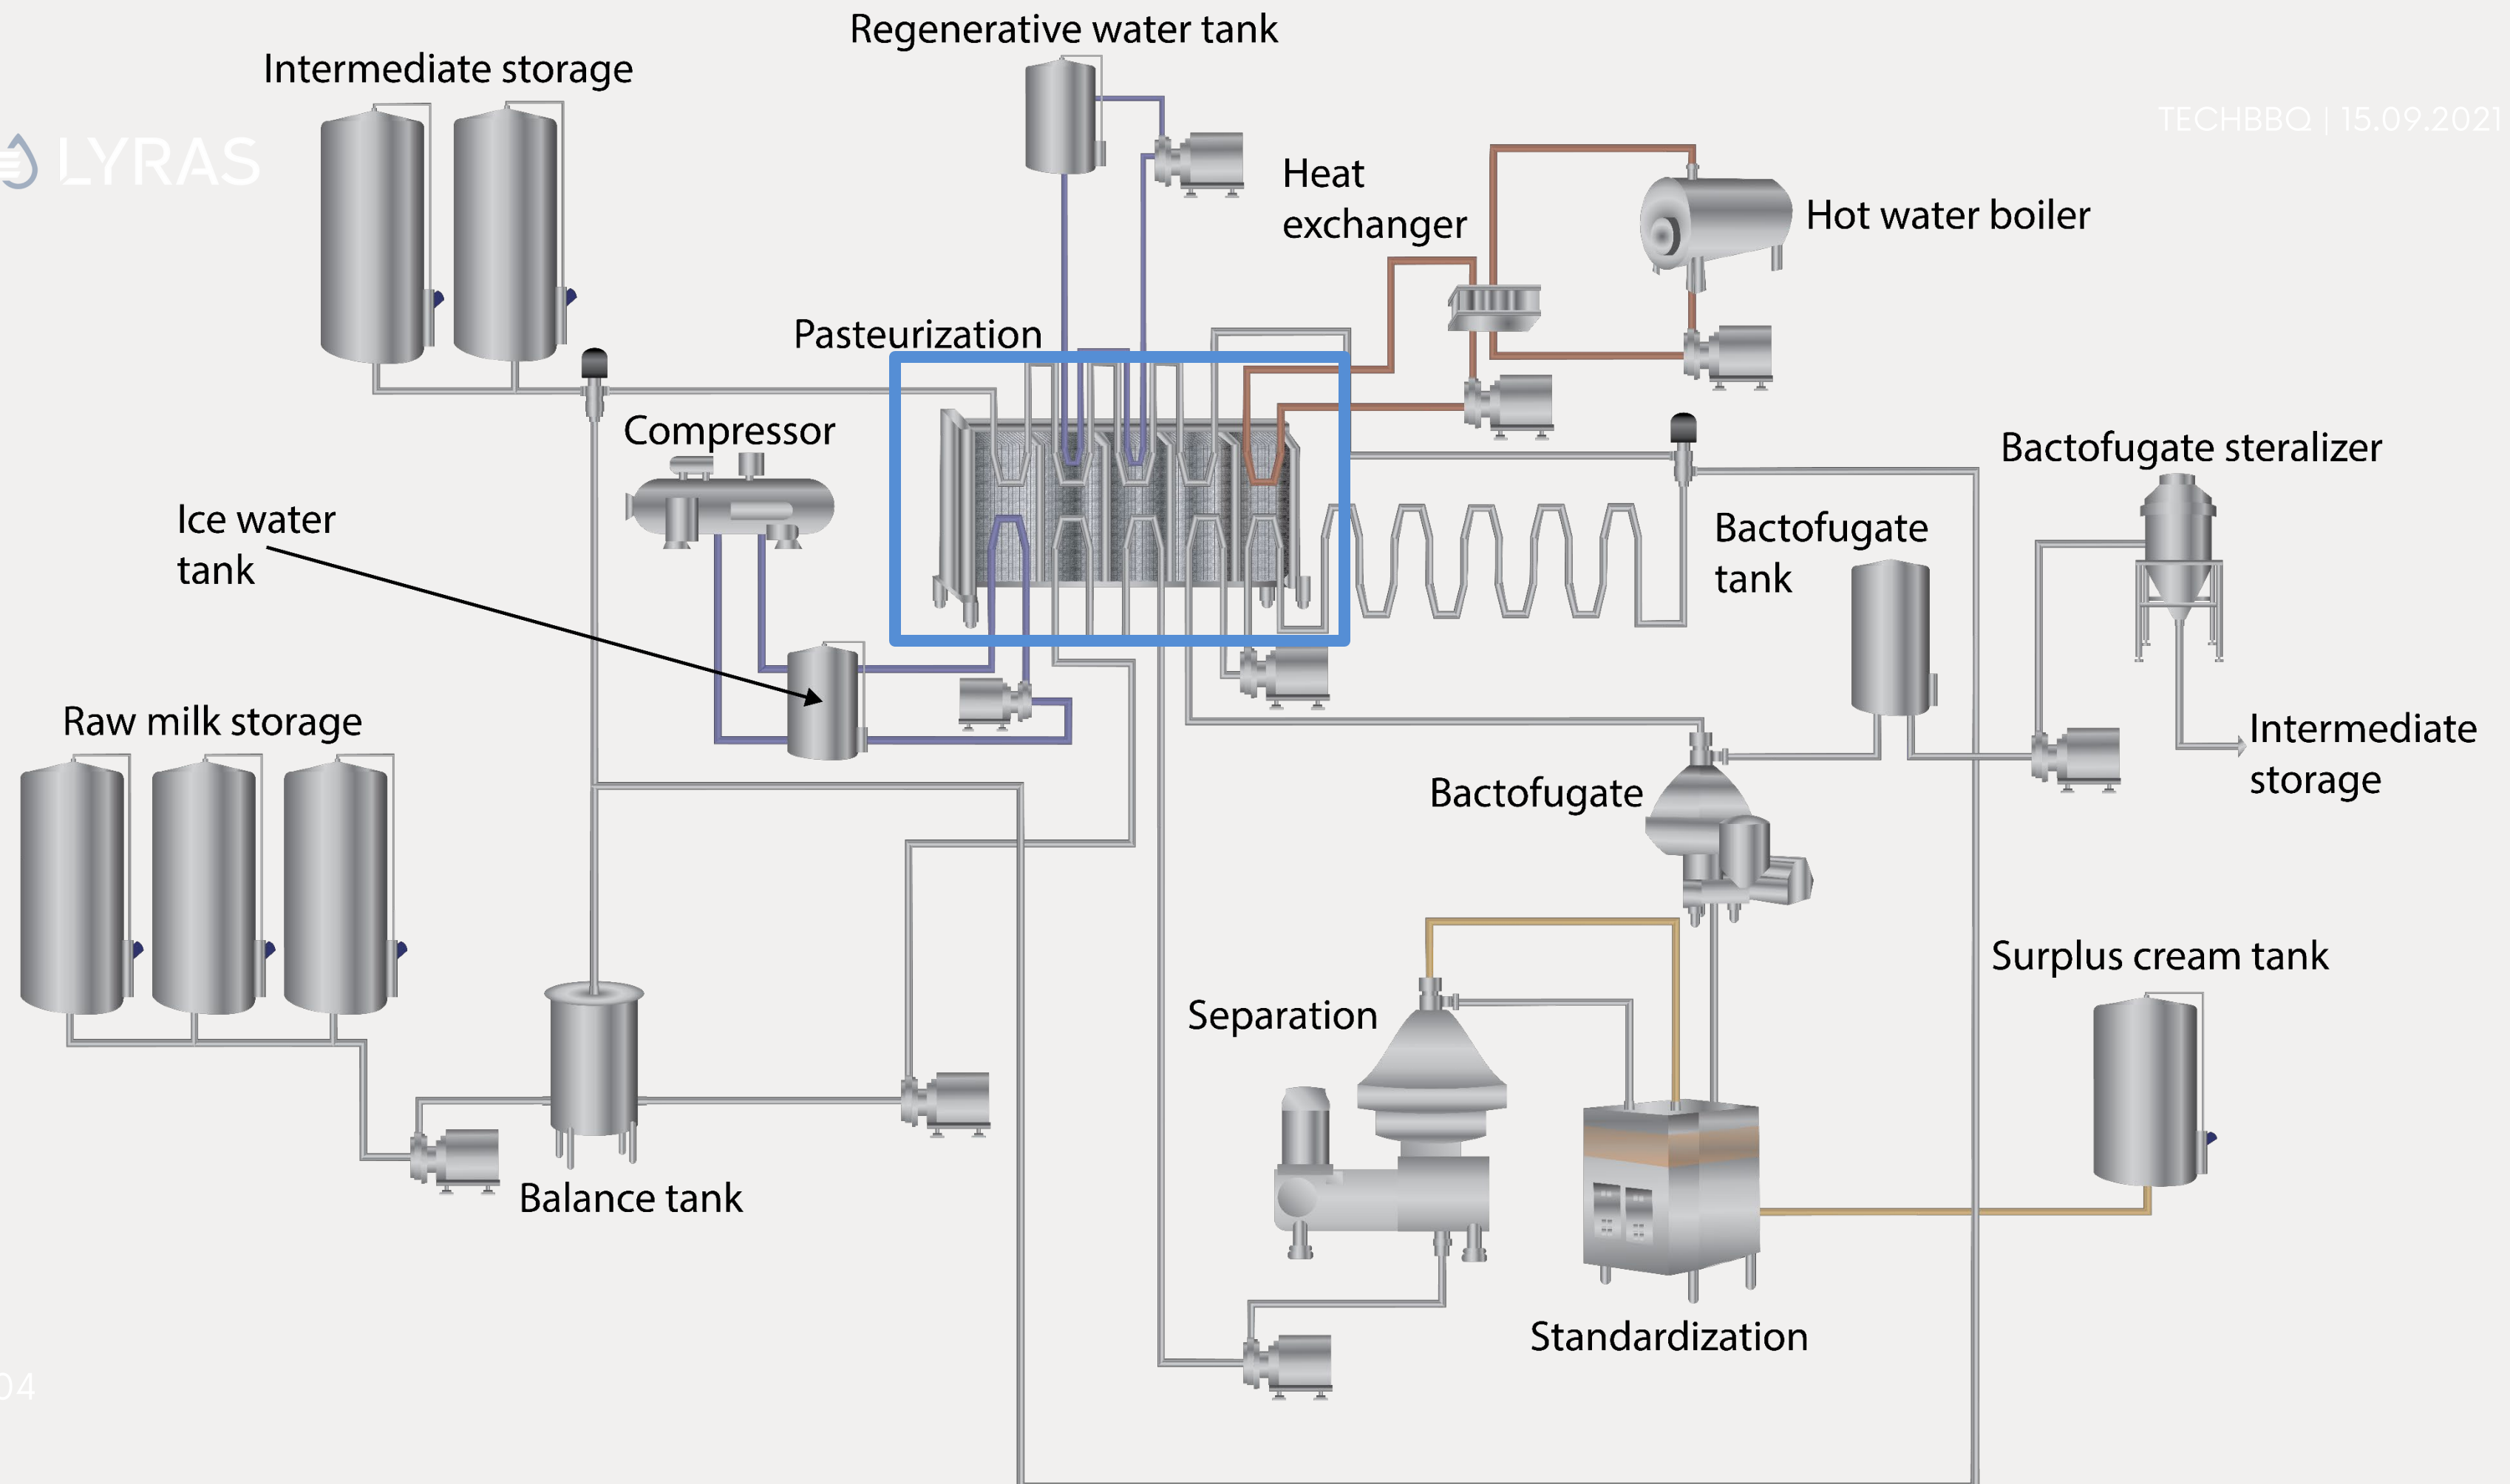 Regenerative water tank
Intermediate storage
TECHBBQ | 15.09.2021
LYRAS
Heat
exchanger
Hot water boiler
Pasteurization
Compressor
Bactofugate steralizer
Ice water
tank
Bactofugate
tank
Raw milk storage
Intermediate
storage
Bactofugate
Surplus cream tank
Separation
Balance tank
Standardization
04